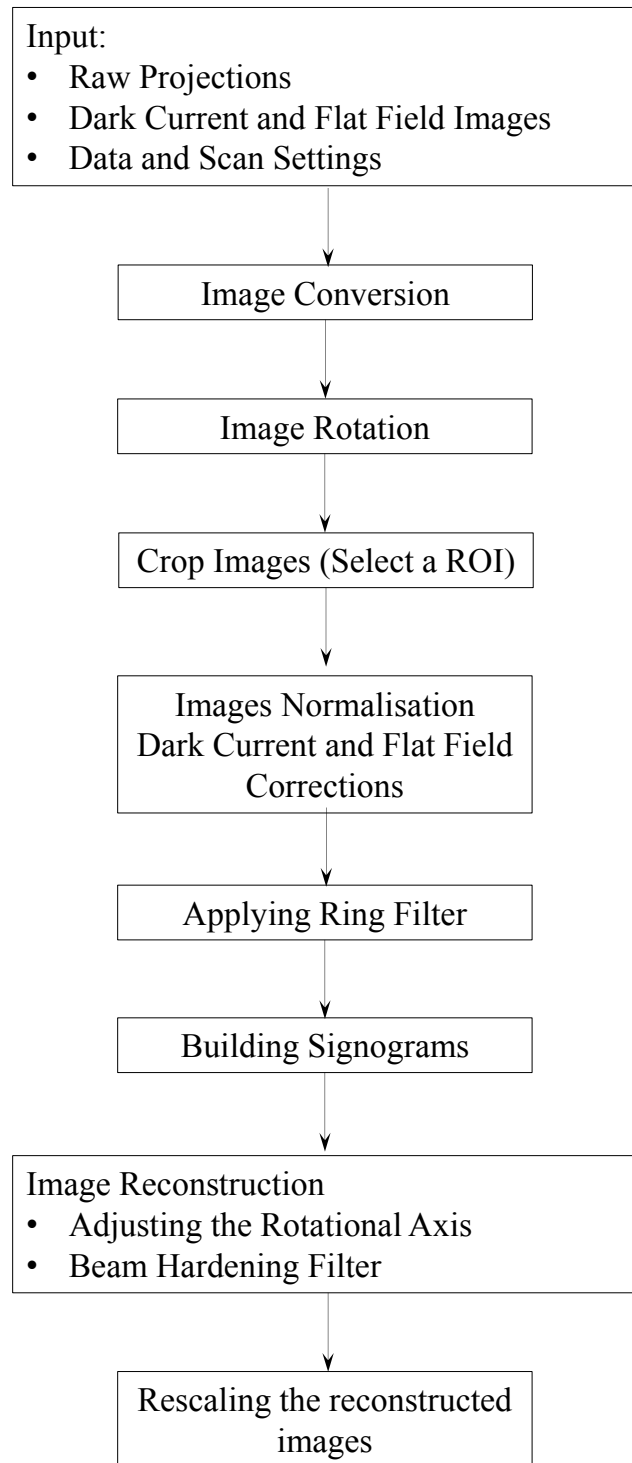 Input:
• Raw Projections
• Dark Current and Flat Field Images
• Data and Scan Settings
Image Conversion
Image Rotation
Crop Images (Select a ROI)
Images Normalisation
Dark Current and Flat Field
Corrections
Applying Ring Filter
Building Signograms
Image Reconstruction
• Adjusting the Rotational Axis
• Beam Hardening Filter
Rescaling the reconstructed
images